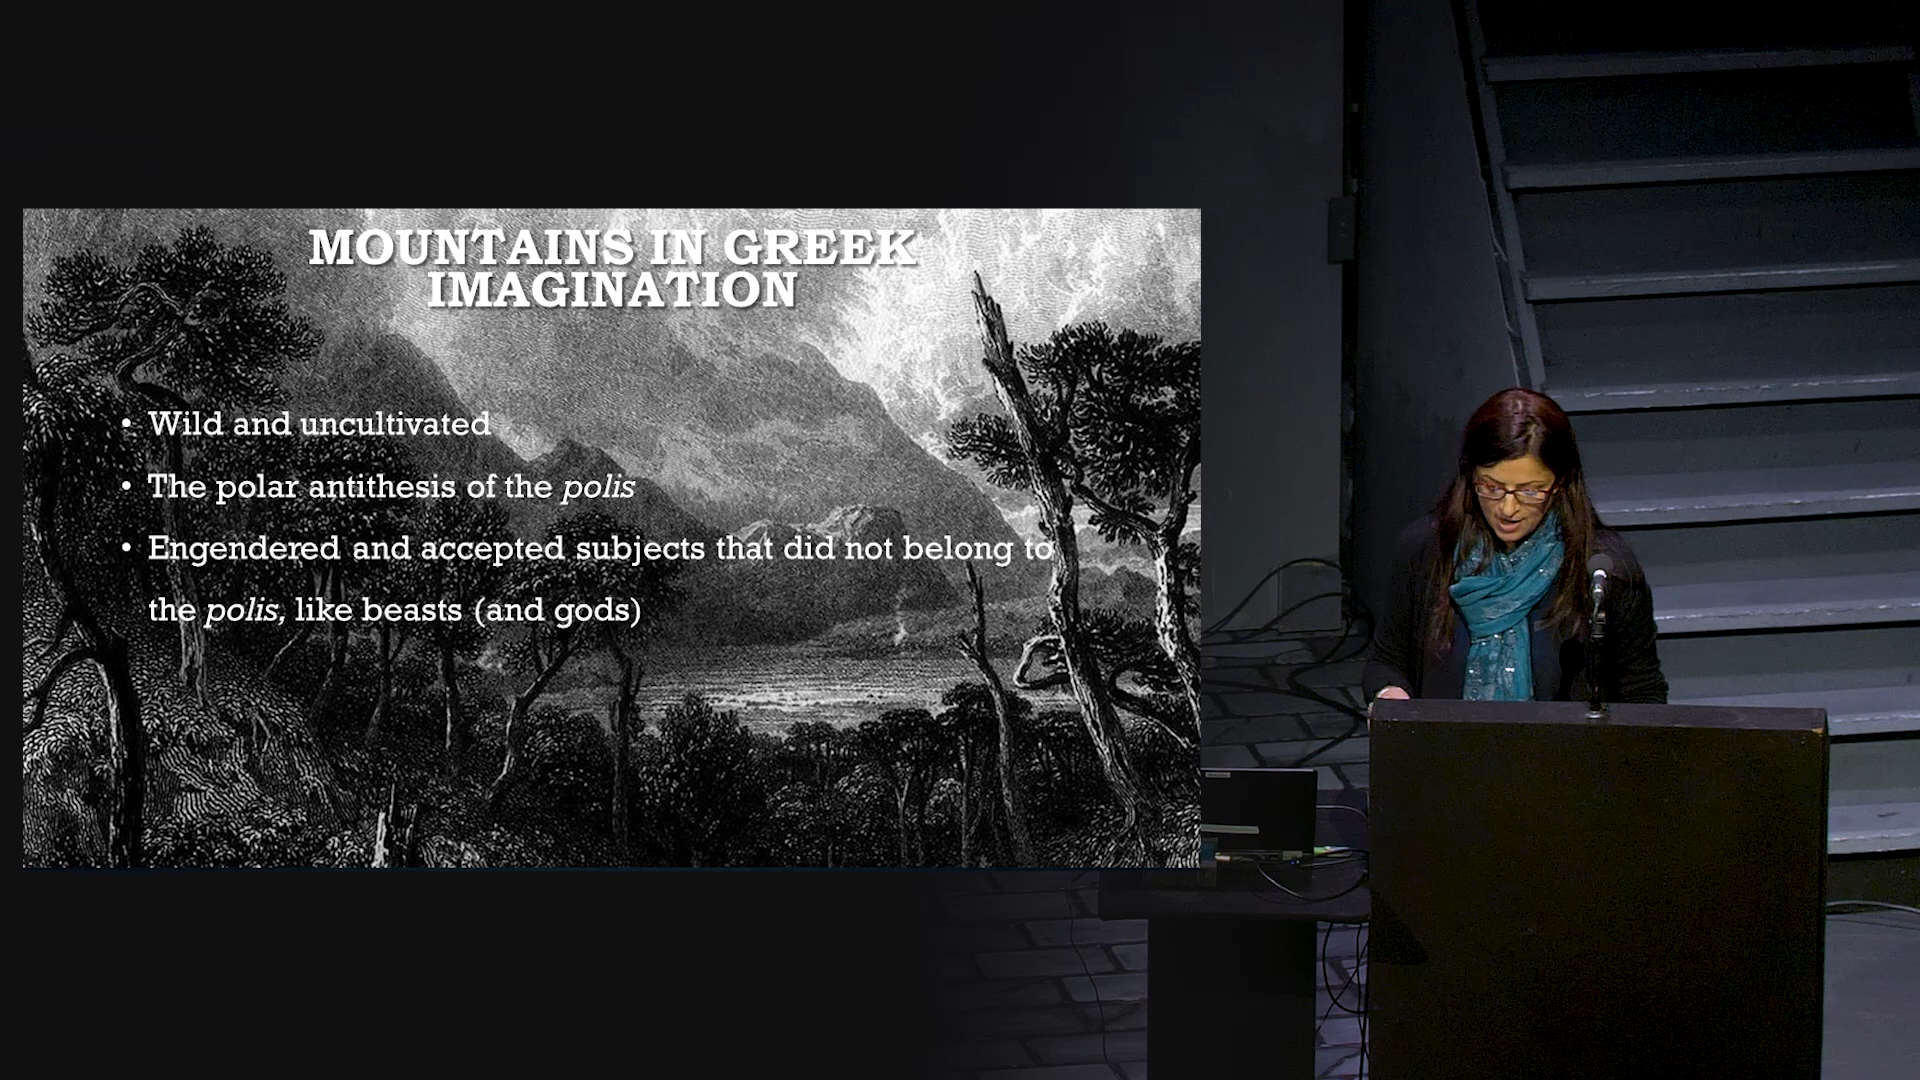 MOUNTAINS IN GREEK
IMAGINATION
• Wild and uncultivated
• The polar antithesis of the polis
• Engendered and accepted subjects that did not belong to
the polis, like beasts (and gods)